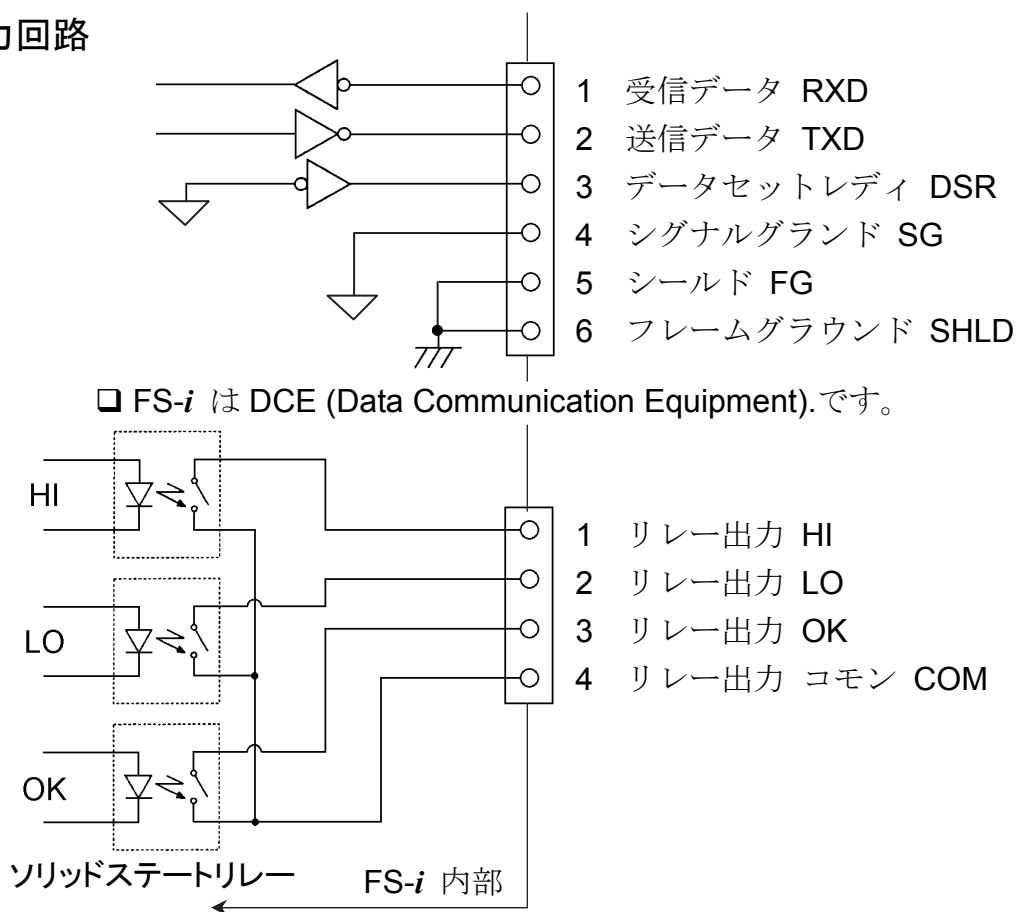 力回路
1 受信データ RXD
2 送信データ TXD
3 データセットレディ DSR
4 シグナルグランド SG
5 シールド FG
6 フレームグラウンド SHLD
❑ FS-i は DCE (Data Communication Equipment).です。
HI
LO
OK
1 リレー出力 HI
2 リレー出力 LO
3 リレー出力 OK
4 リレー出力 コモン COM
ソリッドステートリレー
FS-i 内部